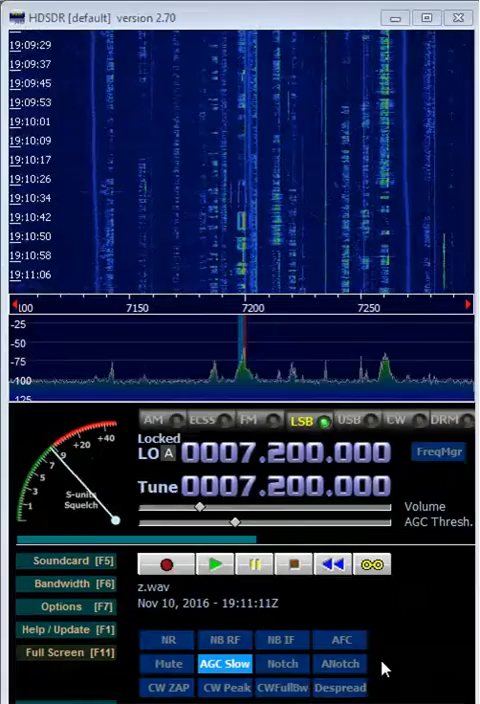 HDSDR [default] version 2.70
19:09:29
19:09:37
19:09:45
19:09:53
19:10:01
19:10:09
19:10:17
19:10:26
19:10:34
19:10:42
19:10:50
19:10:58
19:11:06
100 7150 7200 7250
-25
-50
-75
-100
125
AM ECSS FM LSB USB CW DRM
Locked
LO A 0007.200.000 FreqMgr
Tune 0007.200.000
1 3 5 7 9 +20 +40
S-units
Squelch
Volume
AGC Thresh.
Soundcard [F5]
Bandwidth [F6]
Options [F7]
Help / Update [F1]
Full Screen [F11]
z.wav
Nov 10, 2016 - 19:11:11Z
NR NB RF NB IF AFC
Mute AGC Slow Notch ANotch
CW ZAP CW Peak CWFullBw Despread